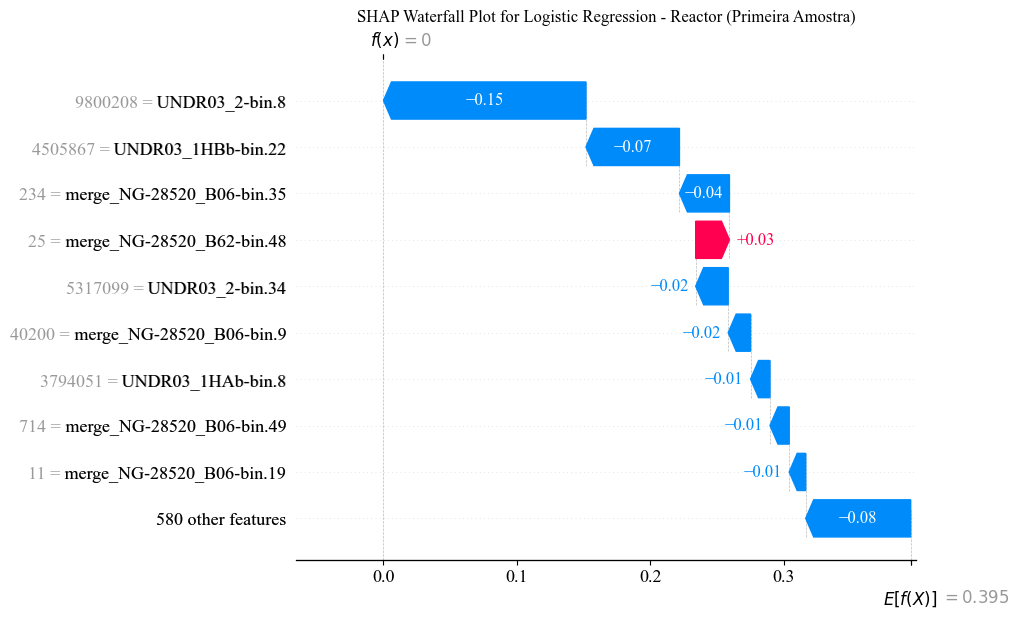 SHAP Waterfall Plot for Logistic Regression - Reactor (Primeira Amostra)
f(x) = 0
9800208 = UNDR03_2-bin.8
−0.15
4505867 = UNDR03_1HBb-bin.22
−0.07
234 = merge_NG-28520_B06-bin.35
−0.04
25 = merge_NG-28520_B62-bin.48
+0.03
5317099 = UNDR03_2-bin.34
−0.02
40200 = merge_NG-28520_B06-bin.9
−0.02
3794051 = UNDR03_1HAb-bin.8
−0.01
714 = merge_NG-28520_B06-bin.49
−0.01
11 = merge_NG-28520_B06-bin.19
−0.01
580 other features
−0.08
0.0 0.1 0.2 0.3
E[f(X)] = 0.395